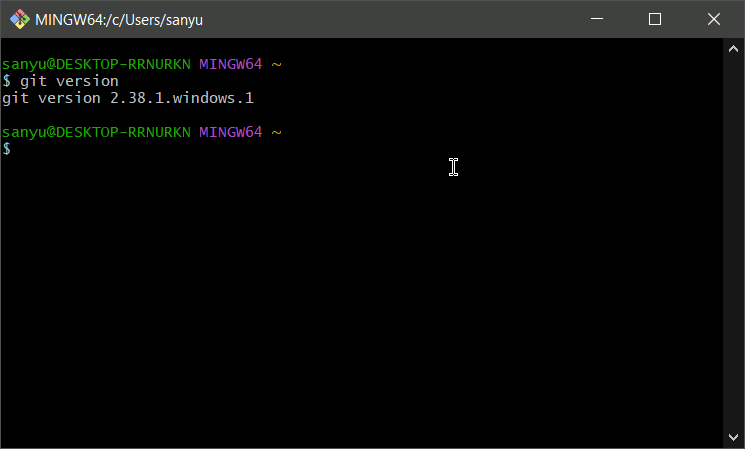 MINGW64:/c/Users/sanyu
sanyu@DESKTOP-RRNURKN MINGW64 ~
$ git version
git version 2.38.1.windows.1
sanyu@DESKTOP-RRNURKN MINGW64 ~
$